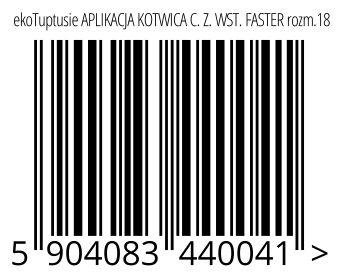 ekoTuptusie APLIKACJA KOTWICA C. Z. WST. FASTER rozm.18
5 904083 440041 >